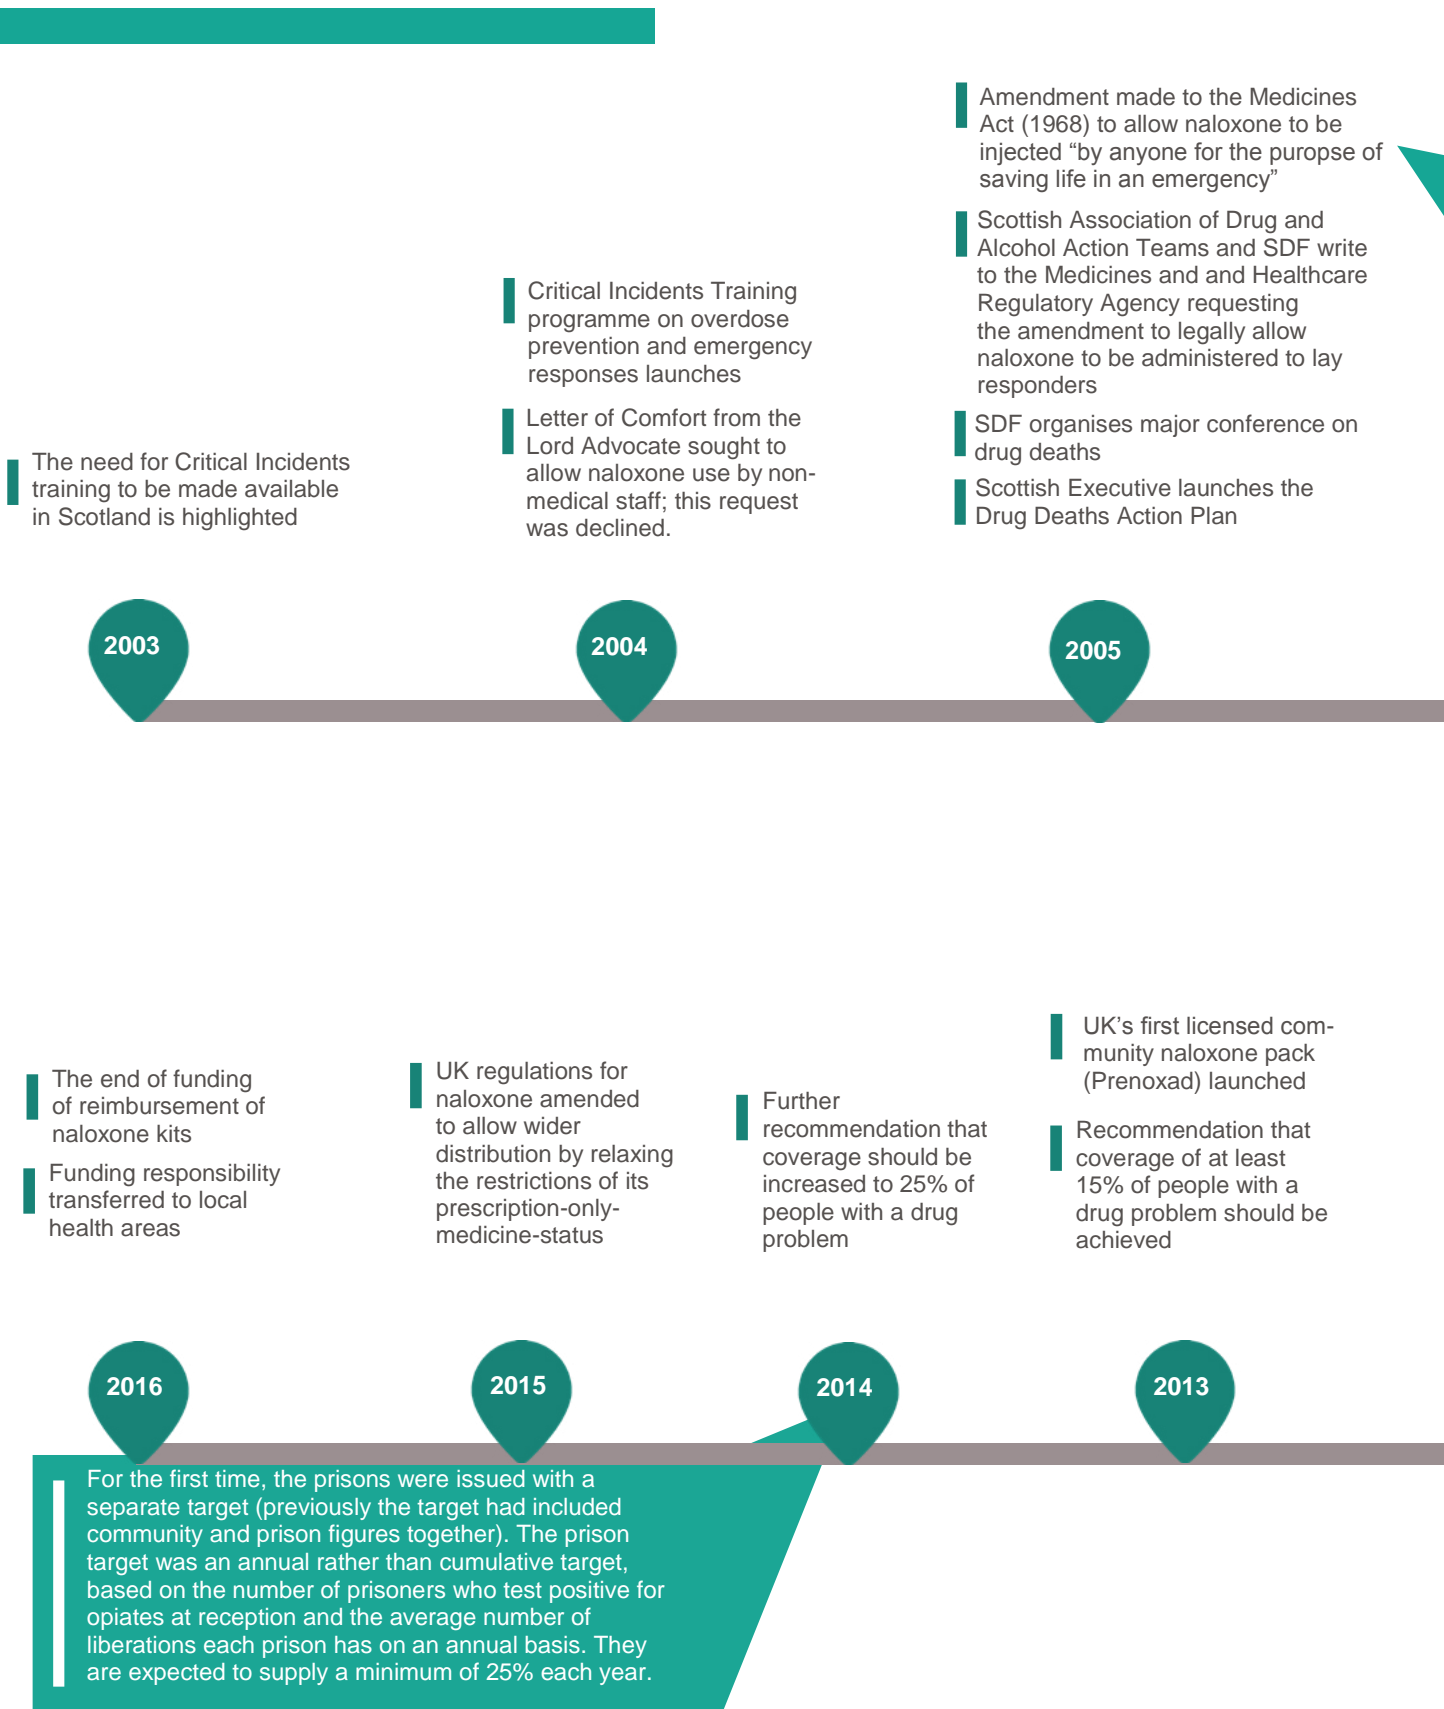 The need for Critical Incidents
training to be made available
in Scotland is highlighted
Critical Incidents Training
programme on overdose
prevention and emergency
responses launches
Letter of Comfort from the
Lord Advocate sought to
allow naloxone use by non-
medical staff; this request
was declined.
Amendment made to the Medicines
Act (1968) to allow naloxone to be
injected “by anyone for the puropse of
saving life in an emergency”
Scottish Association of Drug and
Alcohol Action Teams and SDF write
to the Medicines and and Healthcare
Regulatory Agency requesting
the amendment to legally allow
naloxone to be administered to lay
responders
SDF organises major conference on
drug deaths
Scottish Executive launches the
Drug Deaths Action Plan
2003
2004
2005
The end of funding
of reimbursement of
naloxone kits
Funding responsibility
transferred to local
health areas
UK regulations for
naloxone amended
to allow wider
distribution by relaxing
the restrictions of its
prescription-only-
medicine-status
Further
recommendation that
coverage should be
increased to 25% of
people with a drug
problem
UK’s first licensed com-
munity naloxone pack
(Prenoxad) launched
Recommendation that
coverage of at least
15% of people with a
drug problem should be
achieved
2016
2015
2014
2013
For the first time, the prisons were issued with a
separate target (previously the target had included
community and prison figures together). The prison
target was an annual rather than cumulative target,
based on the number of prisoners who test positive for
opiates at reception and the average number of
liberations each prison has on an annual basis. They
are expected to supply a minimum of 25% each year.